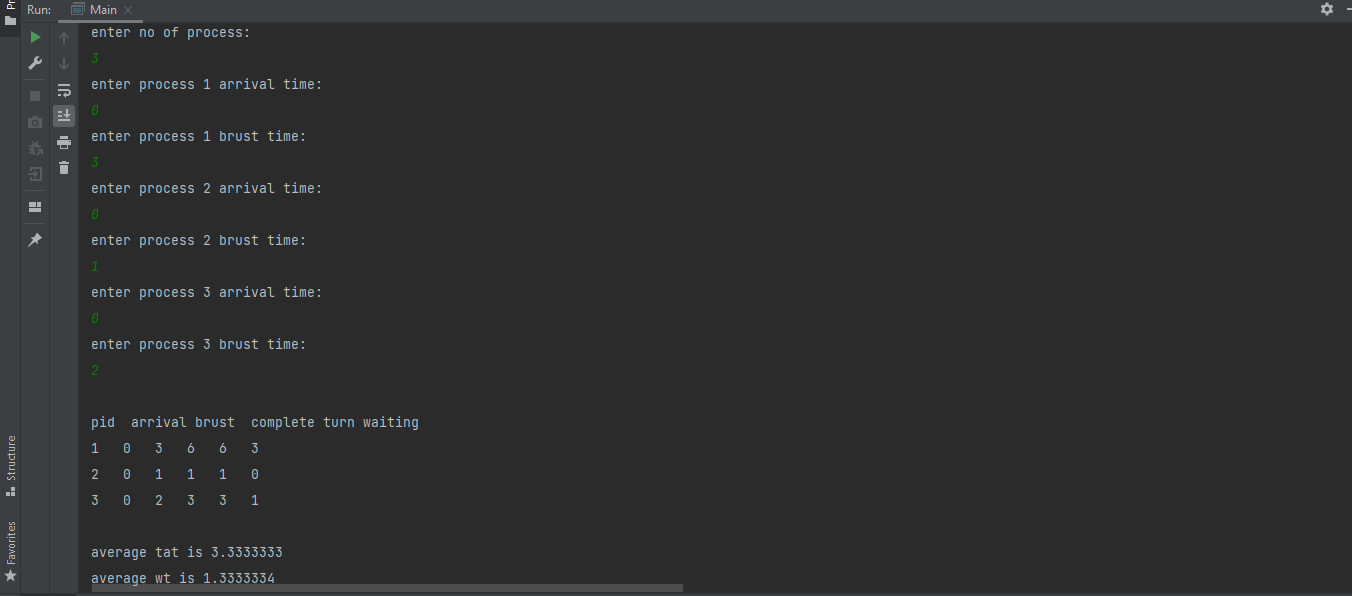 Pr
Run: Main
enter no of process:
3
enter process 1 arrival time:
0
enter process 1 brust time:
3
enter process 2 arrival time:
0
enter process 2 brust time:
1
enter process 3 arrival time:
0
enter process 3 brust time:
2
pid arrival brust complete turn waiting
1 0 3 6 6 3
2 0 1 1 1 0
3 0 2 3 3 1
average tat is 3.3333333
average wt is 1.3333334
Structure
Favorites